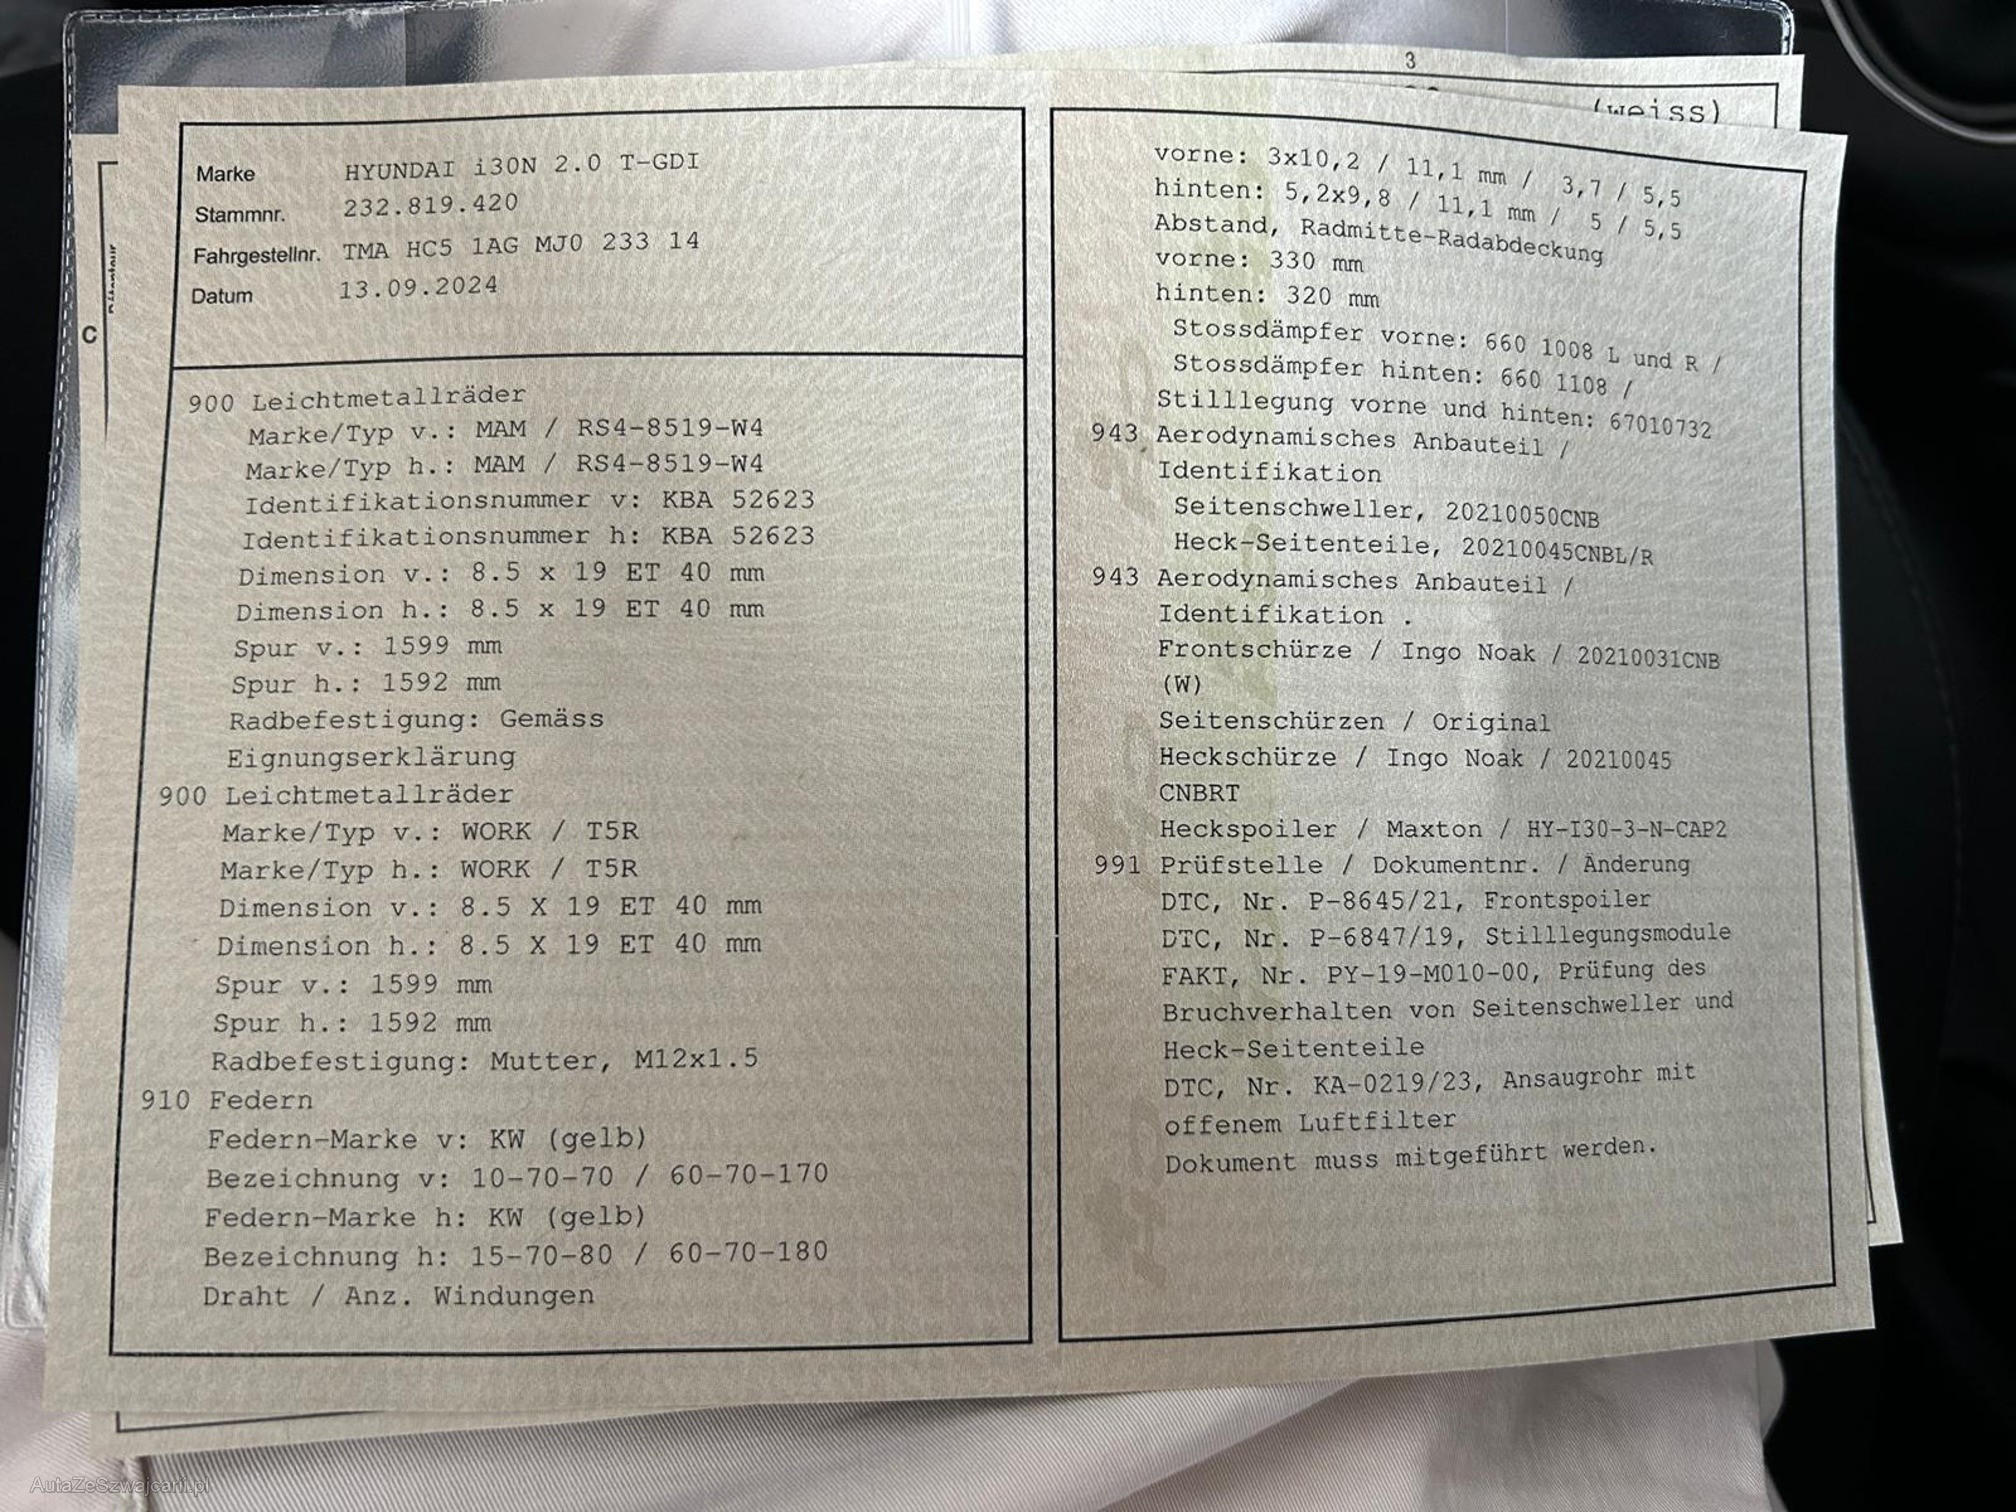 3
(weiss)
C
Marke HYUNDAI i30N 2.0 T-GDI
Stammnr. 232.819.420
Fahrgestellnr. TMA HC5 1AG MJ0 233 14
Datum 13.09.2024
900 Leichtmetallräder
Marke/Typ v.: MAM / RS4-8519-W4
Marke/Typ h.: MAM / RS4-8519-W4
Identifikationsnummer v: KBA 52623
Identifikationsnummer h: KBA 52623
Dimension v.: 8.5 x 19 ET 40 mm
Dimension h.: 8.5 x 19 ET 40 mm
Spur v.: 1599 mm
Spur h.: 1592 mm
Radbefestigung: Gemäss
Eignungserklärung
900 Leichtmetallräder
Marke/Typ v.: WORK / T5R
Marke/Typ h.: WORK / T5R
Dimension v.: 8.5 X 19 ET 40 mm
Dimension h.: 8.5 X 19 ET 40 mm
Spur v.: 1599 mm
Spur h.: 1592 mm
Radbefestigung: Mutter, M12x1.5
910 Federn
Federn-Marke v: KW (gelb)
Bezeichnung v: 10-70-70 / 60-70-170
Federn-Marke h: KW (gelb)
Bezeichnung h: 15-70-80 / 60-70-180
Draht / Anz. Windungen
vorne: 3x10,2 / 11,1 mm / 3,7 / 5,5
hinten: 5,2x9,8 / 11,1 mm / 5 / 5,5
Abstand, Radmitte-Radabdeckung
vorne: 330 mm
hinten: 320 mm
Stossdämpfer vorne: 660 1008 L und R /
Stossdämpfer hinten: 660 1108 /
Stilllegung vorne und hinten: 67010732
943 Aerodynamisches Anbauteil /
Identifikation
Seitenschweller, 20210050CNB
Heck-Seitenteile, 20210045CNBL/R
943 Aerodynamisches Anbauteil /
Identifikation .
Frontschürze / Ingo Noak / 20210031CNB
(W)
Seitenschürzen / Original
Heckschürze / Ingo Noak / 20210045
CNBRT
Heckspoiler / Maxton / HY-I30-3-N-CAP2
991 Prüfstelle / Dokumentnr. / Änderung
DTC, Nr. P-8645/21, Frontspoiler
DTC, Nr. P-6847/19, Stilllegungsmodule
FAKT, Nr. PY-19-M010-00, Prüfung des
Bruchverhalten von Seitenschweller und
Heck-Seitenteile
DTC, Nr. KA-0219/23, Ansaugrohr mit
offenem Luftfilter
Dokument muss mitgeführt werden.
AutaZeSzwajcarii.pl